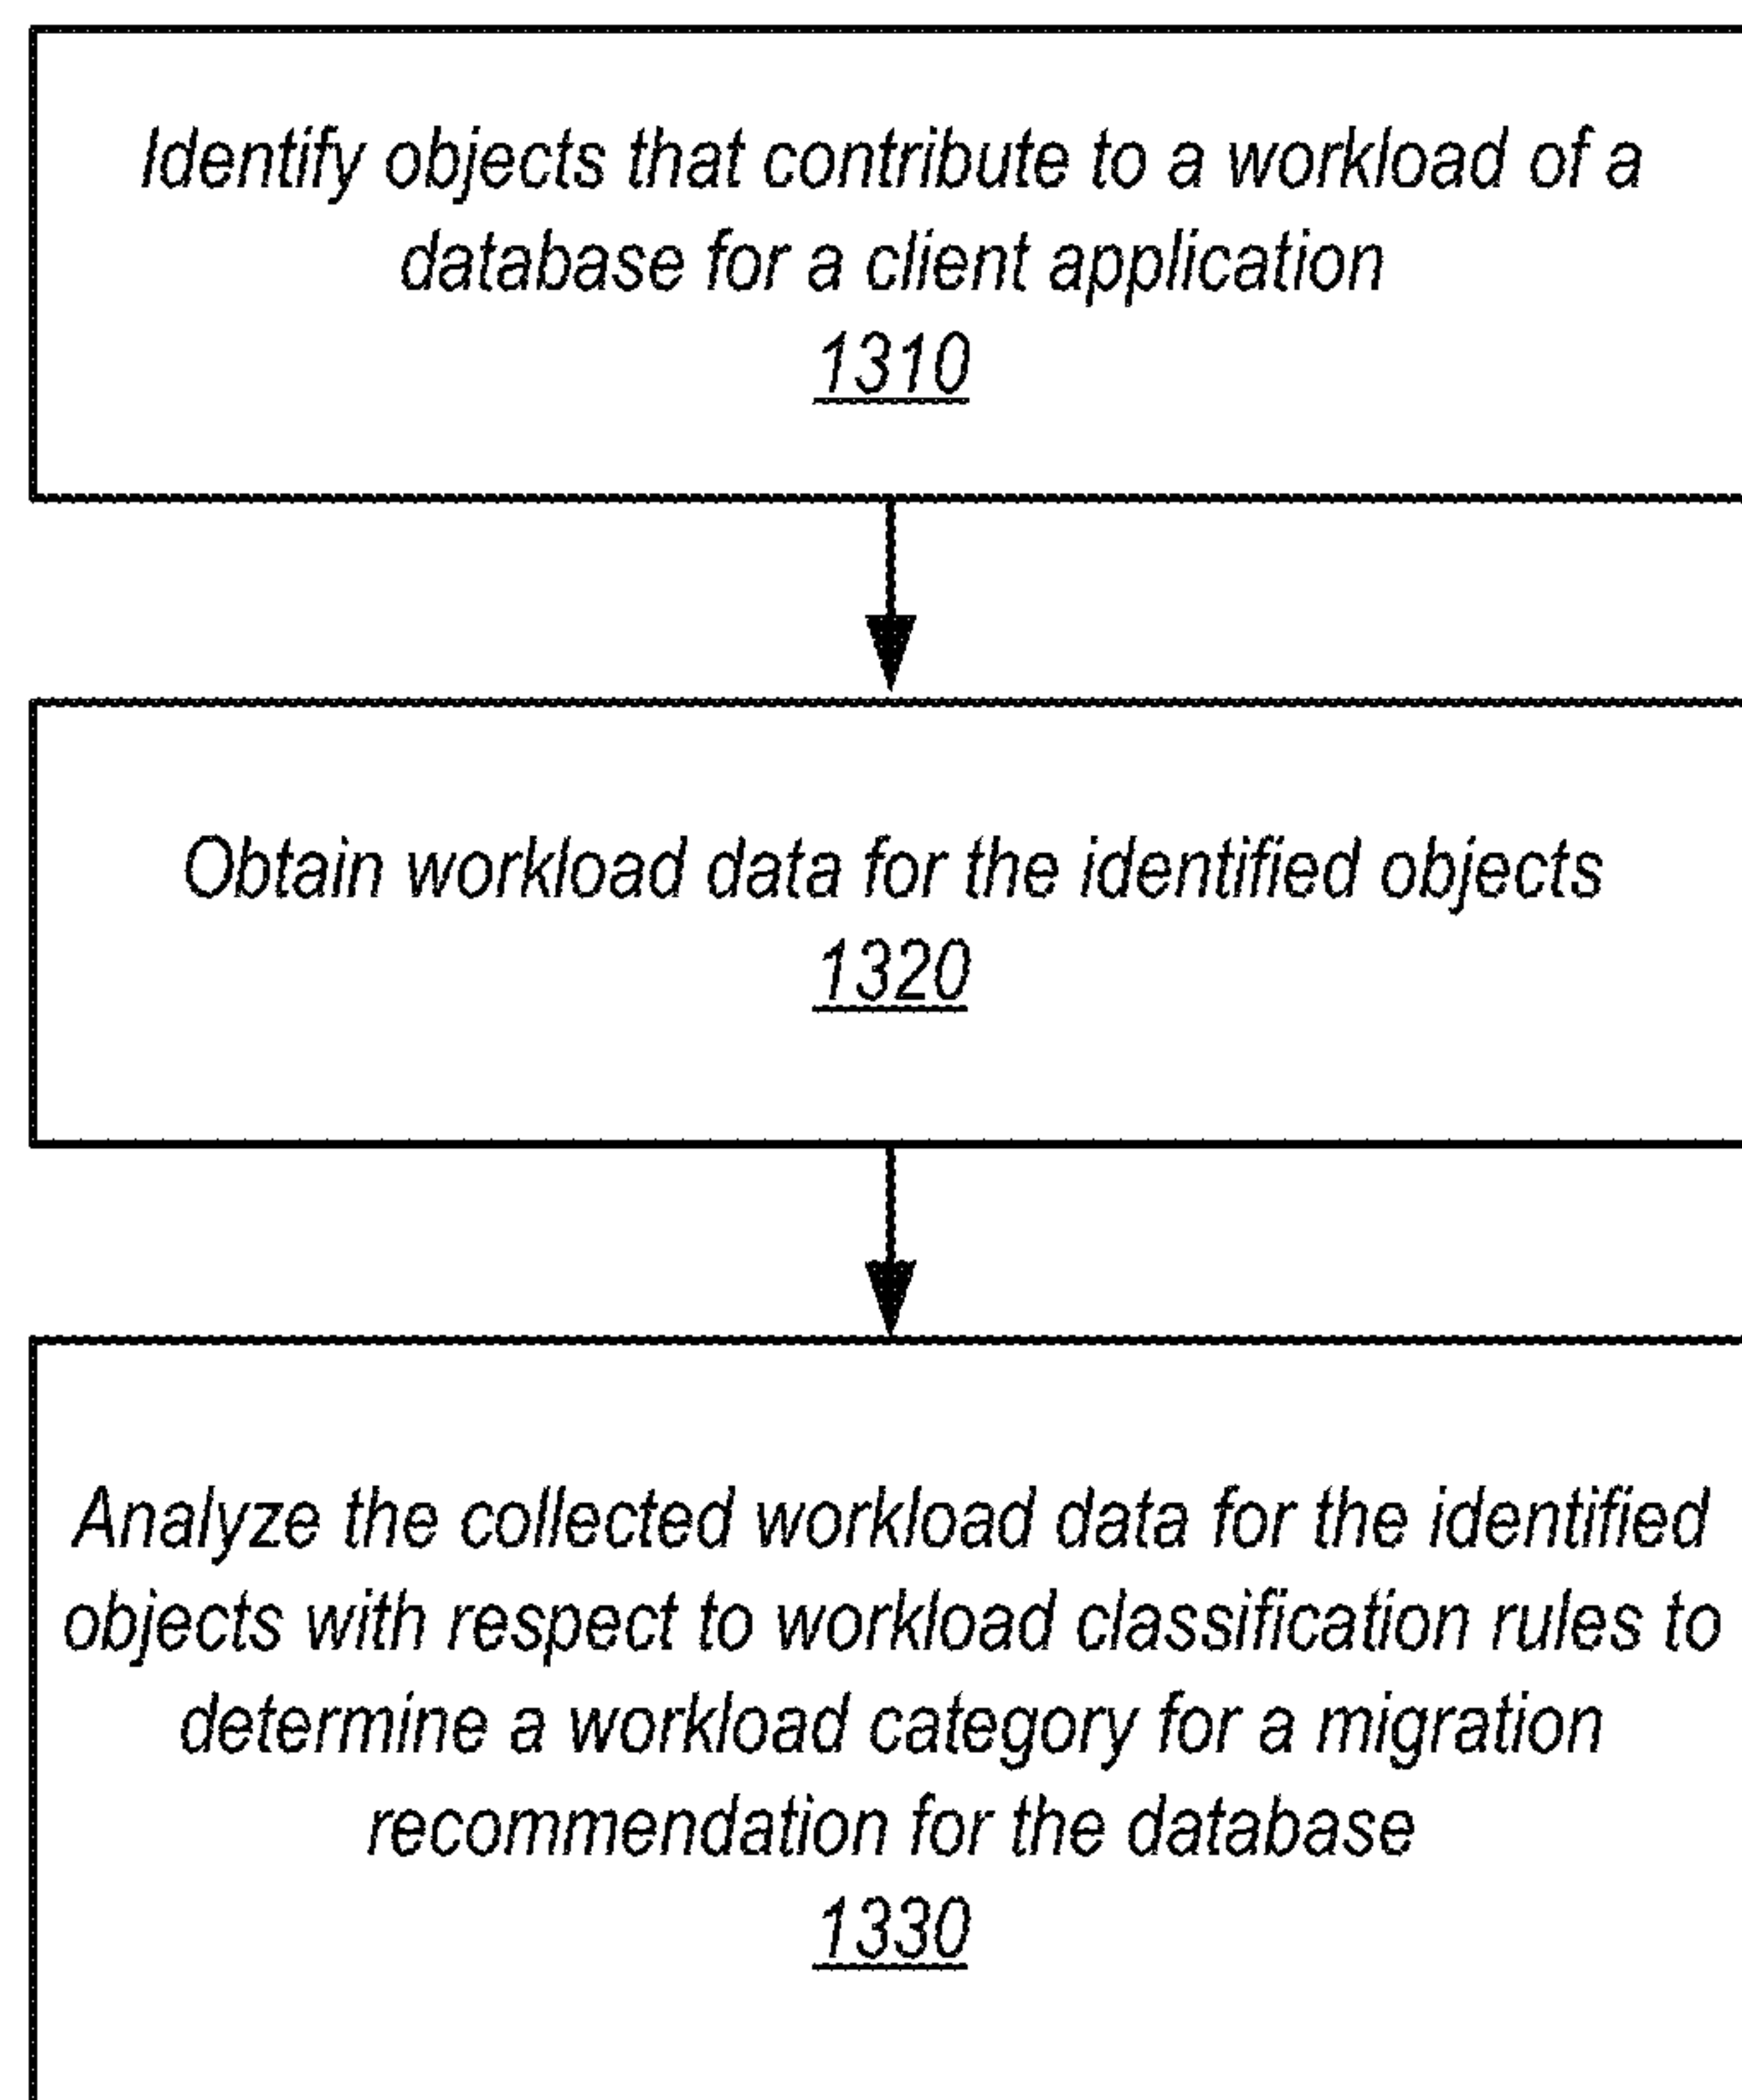 Identify objects that contribute to a workload of a
database for a client application
1310
Obtain workload data for the identified objects
1320
Analyze the collected workload data for the identified
objects with respect to workload classification rules to
determine a workload category for a migration
recommendation for the database
1330